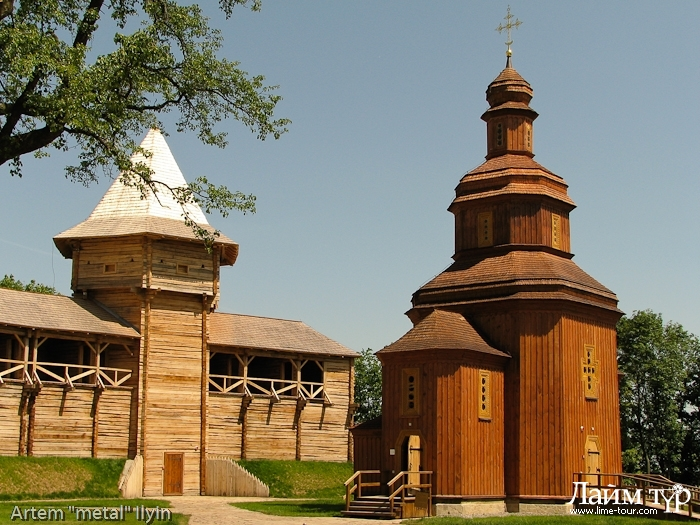 Лайм тур
www.lime-tour.com
Artem "metal" Ilyin